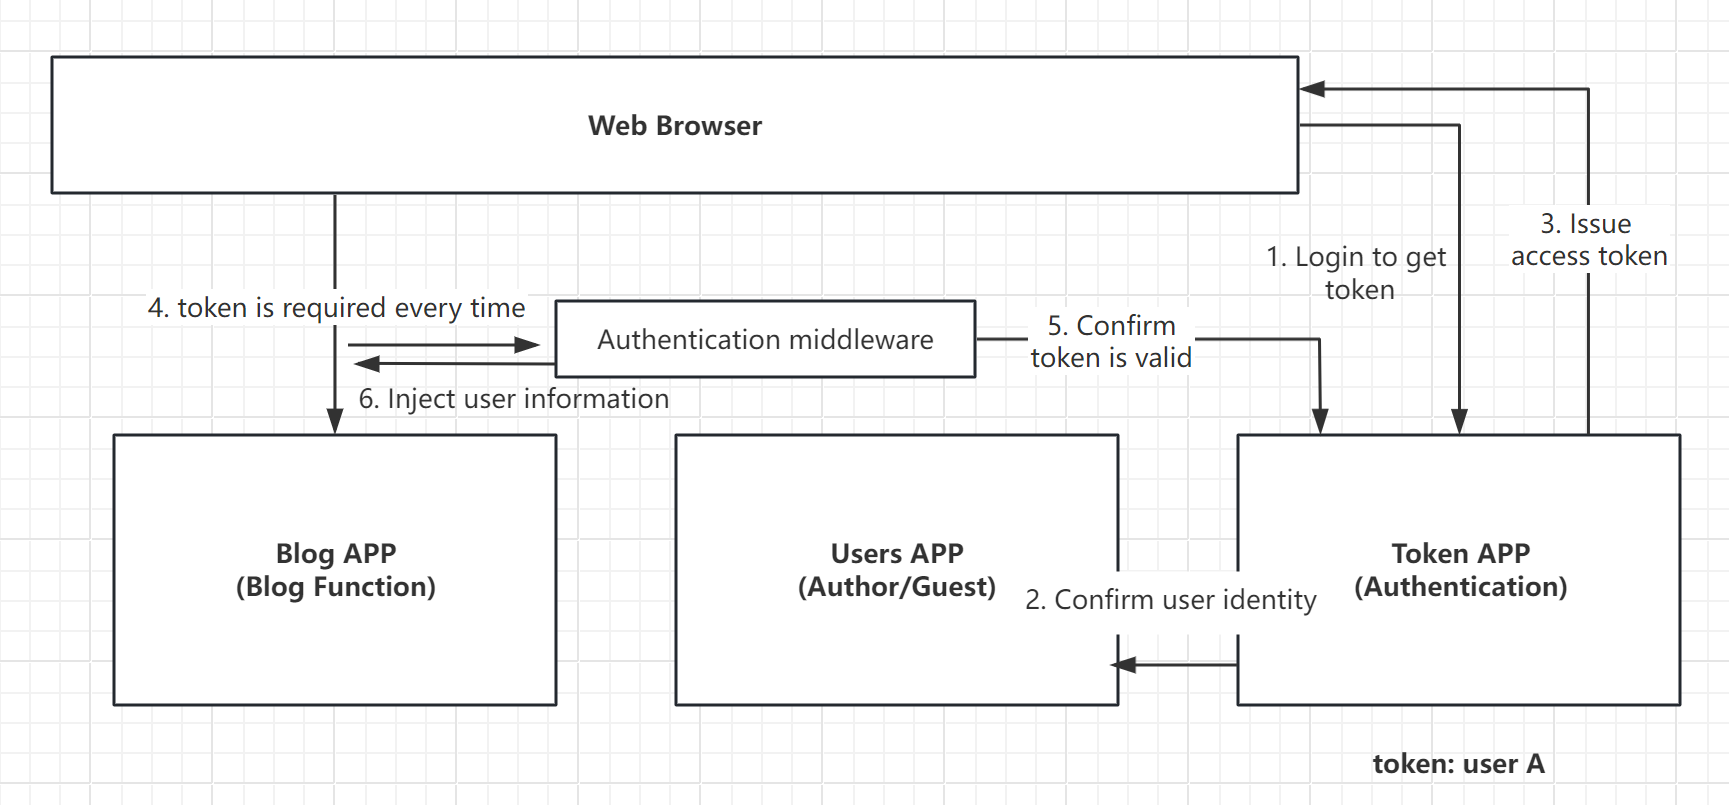 Web Browser
3. Issue
access token
1. Login to get
token
4. token is required every time
Authentication middleware
5. Confirm
token is valid
6. Inject user information
Blog APP
(Blog Function)
Users APP
(Author/Guest)
2. Confirm user identity
Token APP
(Authentication)
token: user A